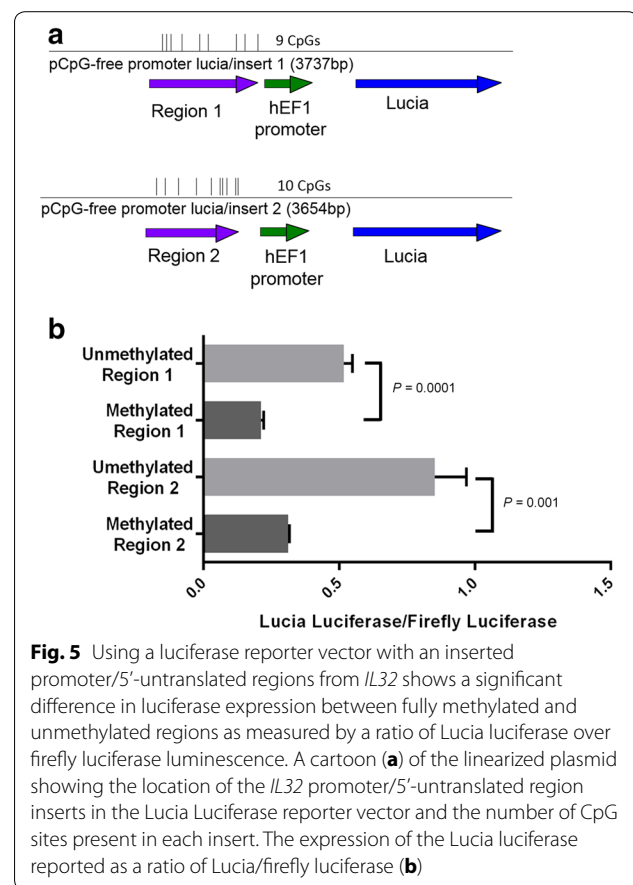 a
9 CpGs
pCpG-free promoter lucia/insert 1 (3737bp)
Region 1
hEF1
promoter
Lucia
10 CpGs
pCpG-free promoter lucia/insert 2 (3654bp)
Region 2
hEF1
promoter
Lucia
b
Unmethylated
Region 1
Methylated
Region 1
Umethylated
Region 2
Methylated
Region 2
P = 0.0001
P = 0.001
0.0
0.5
1.0
1.5
Lucia Luciferase/Firefly Luciferase
Fig. 5 Using a luciferase reporter vector with an inserted
promoter/5′-untranslated regions from IL32 shows a significant
difference in luciferase expression between fully methylated and
unmethylated regions as measured by a ratio of Lucia luciferase over
firefly luciferase luminescence. A cartoon (a) of the linearized plasmid
showing the location of the IL32 promoter/5′-untranslated region
inserts in the Lucia Luciferase reporter vector and the number of CpG
sites present in each insert. The expression of the Lucia luciferase
reported as a ratio of Lucia/firefly luciferase (b)